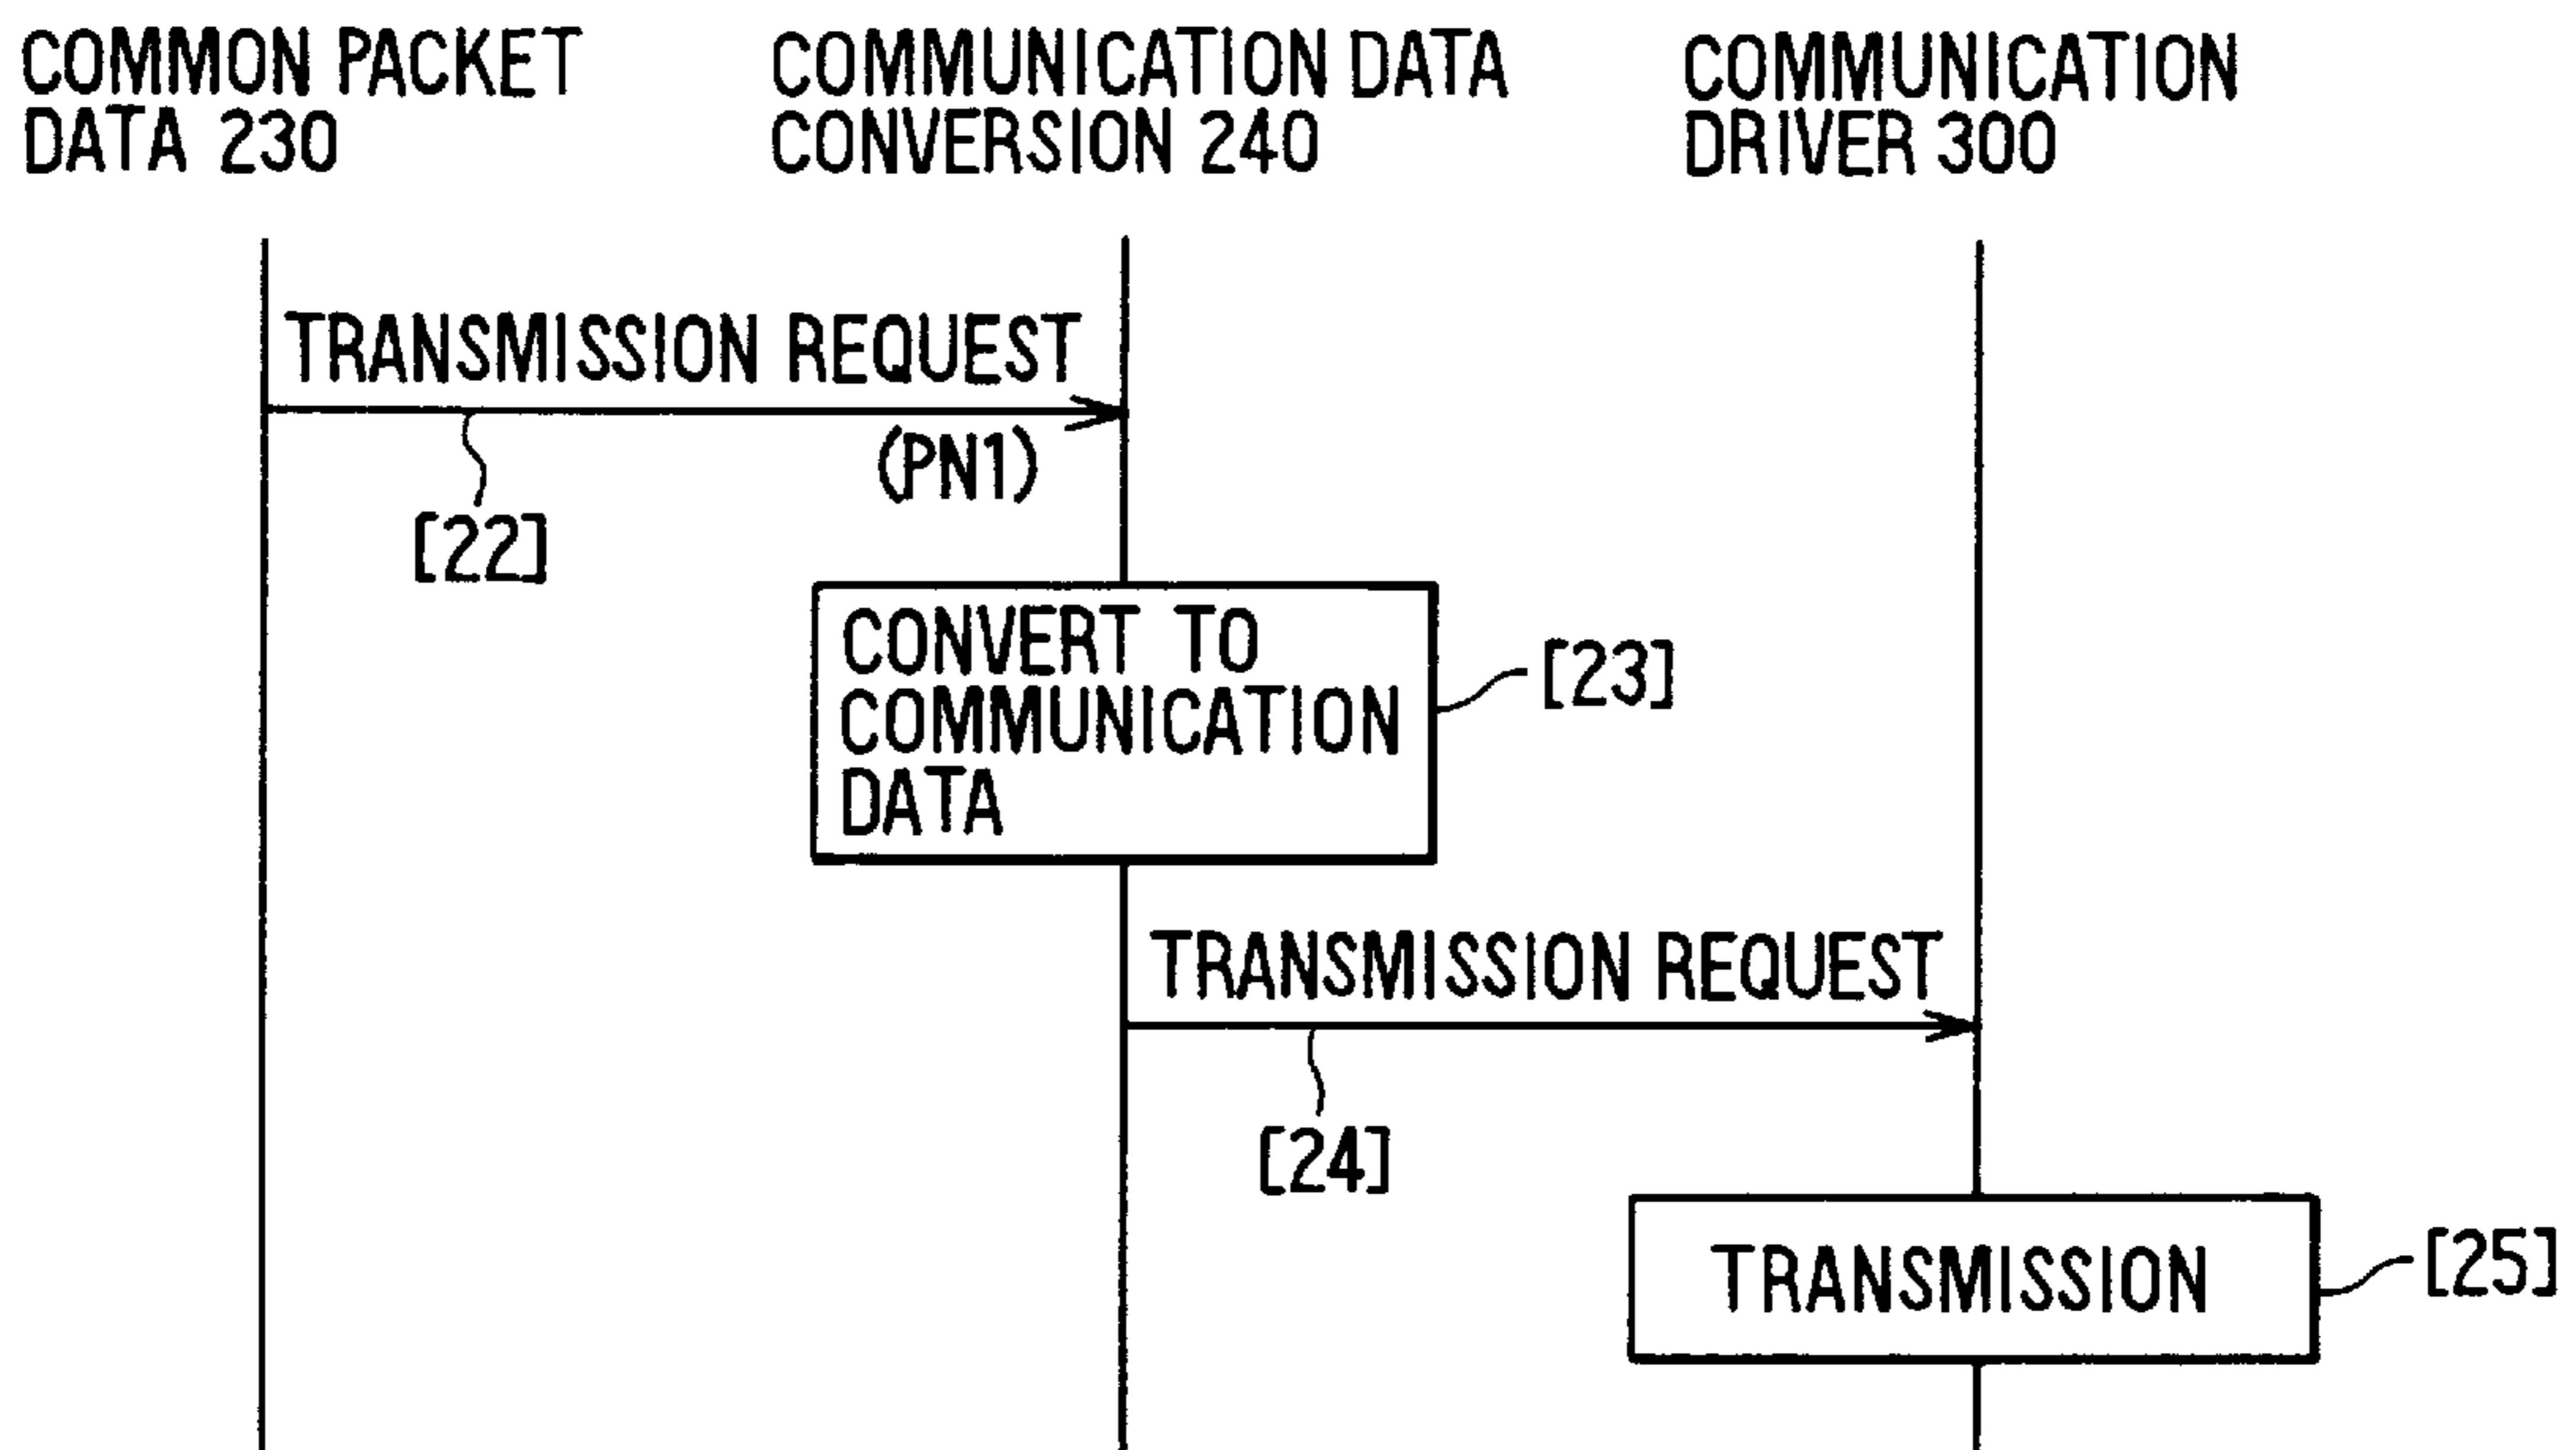 COMMON PACKET
DATA 230
COMMUNICATION DATA
CONVERSION 240
COMMUNICATION
DRIVER 300
TRANSMISSION REQUEST
(PN1)
[22]
CONVERT TO
COMMUNICATION
DATA
[23]
TRANSMISSION REQUEST
[24]
TRANSMISSION
[25]